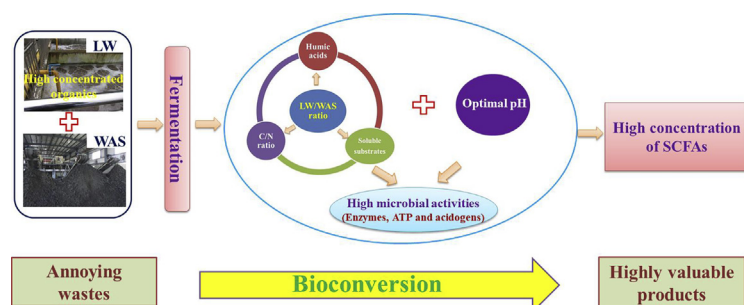 LW
High concentrated
organics
WAS
Fermentation
Humic
acids
LW/WAS
ratio
C/N
ratio
Soluble
substrates
Optimal pH
High microbial activities
(Enzymes, ATP and acidogens)
High concentration
of SCFAs
Annoying
wastes
Bioconversion
Highly valuable
products